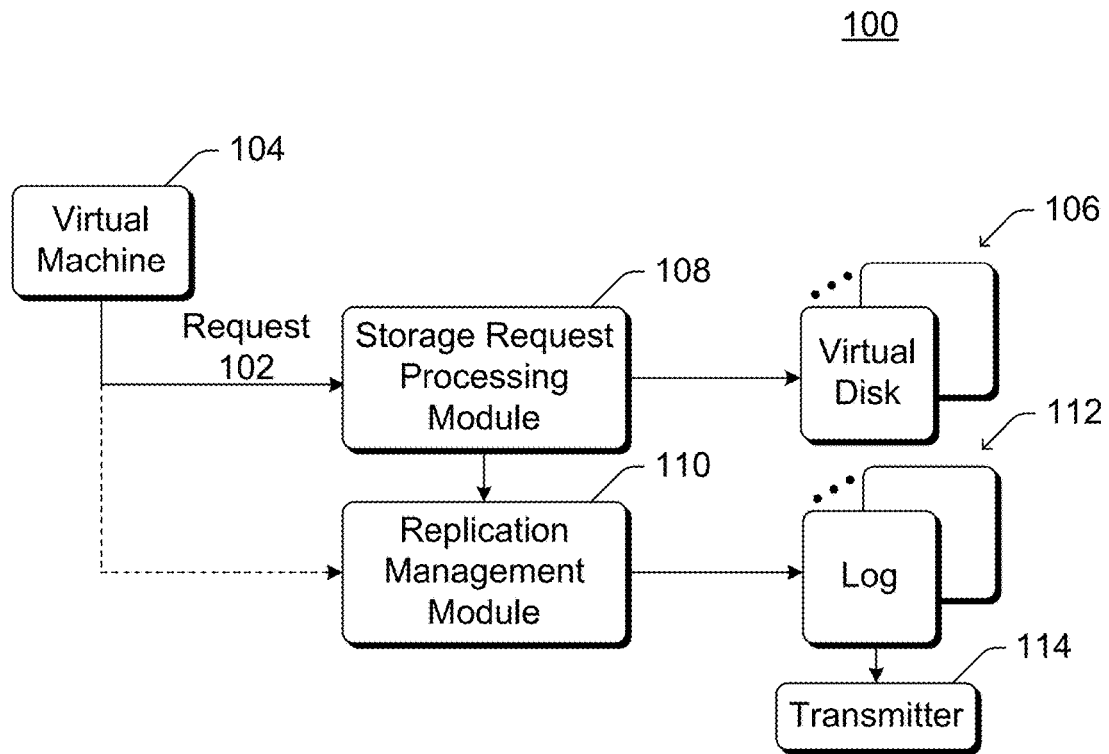 100
104
Virtual
Machine
106
108
Request
102
Storage Request
Processing
Module
Virtual
Disk
112
110
Replication
Management
Module
Log
114
Transmitter